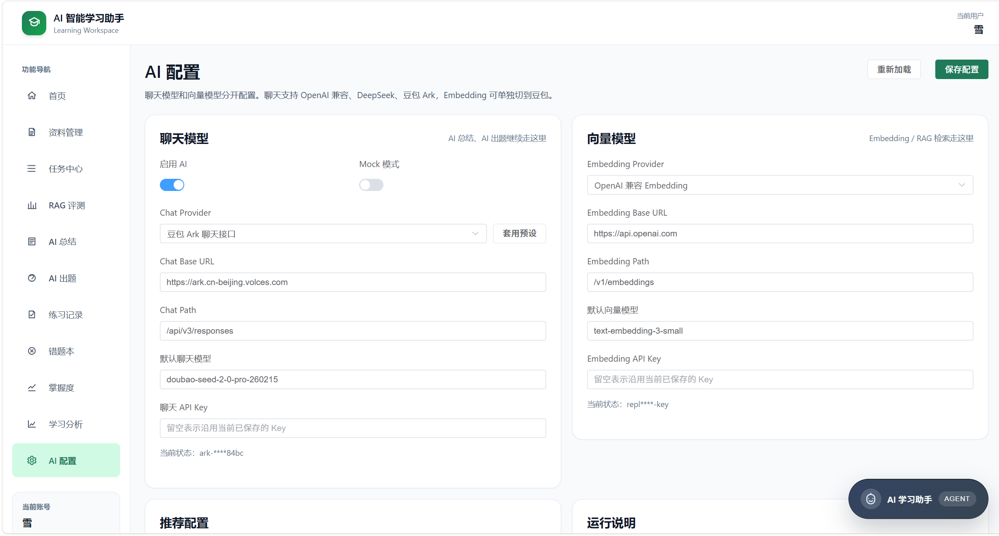 AI 智能学习助手
Learning Workspace
当前用户
雪
功能导航
首页
资料管理
任务中心
RAG 评测
AI 总结
AI 出题
练习记录
错题本
掌握度
学习分析
AI 配置
当前账号
雪
AI 配置
重新加载
保存配置
聊天模型和向量模型分开配置。聊天支持 OpenAI 兼容、DeepSeek、豆包 Ark，Embedding 可单独切到豆包。
聊天模型
AI 总结、AI 出题继续走这里
启用 AI
Mock 模式
Chat Provider
豆包 Ark 聊天接口
套用预设
Chat Base URL
https://ark.cn-beijing.volces.com
Chat Path
/api/v3/responses
默认聊天模型
doubao-seed-2-0-pro-260215
聊天 API Key
留空表示沿用当前已保存的 Key
当前状态：ark-****84bc
向量模型
Embedding / RAG 检索走这里
Embedding Provider
OpenAI 兼容 Embedding
Embedding Base URL
https://api.openai.com
Embedding Path
/v1/embeddings
默认向量模型
text-embedding-3-small
Embedding API Key
留空表示沿用当前已保存的 Key
当前状态：repl****-key
推荐配置
运行说明
AI 学习助手
AGENT